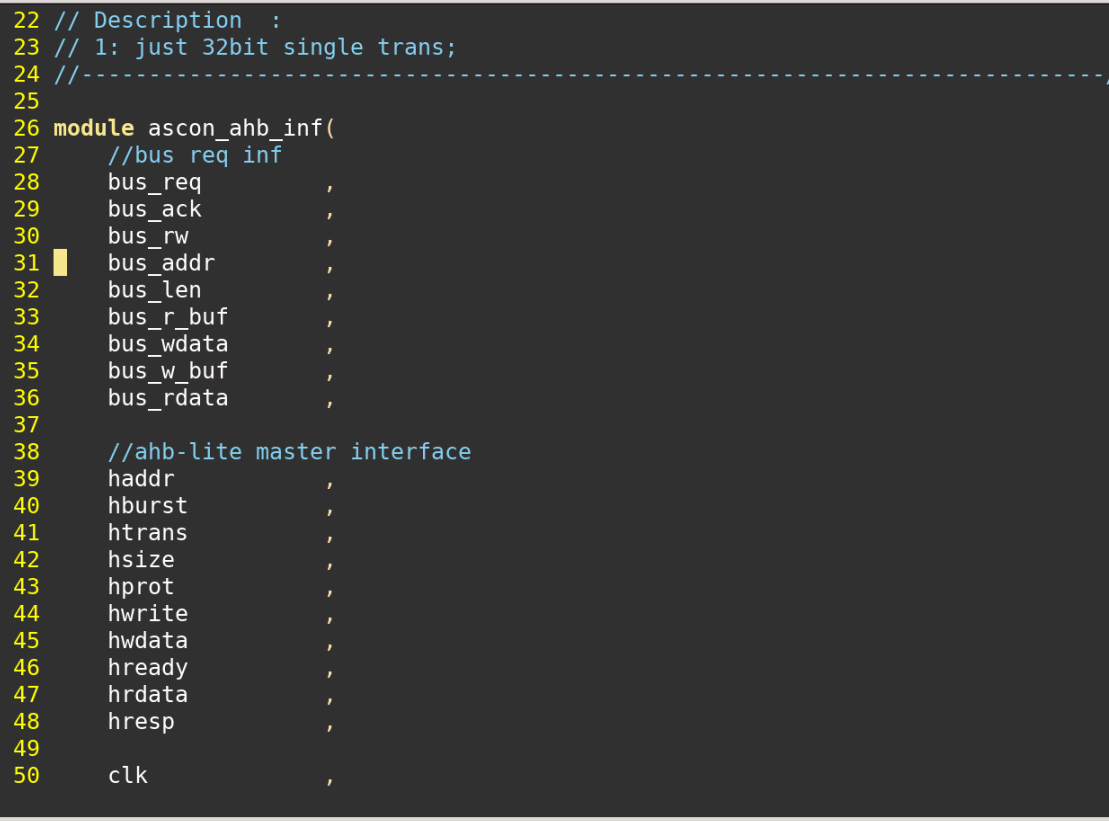 22 // Description  :
23 // 1: just 32bit single trans;
24 //----------------------------------------------------------------------------/
25
26 module ascon_ahb_inf(
27     //bus req inf
28     bus_req         ,
29     bus_ack         ,
30     bus_rw          ,
31     bus_addr        ,
32     bus_len         ,
33     bus_r_buf       ,
34     bus_wdata       ,
35     bus_w_buf       ,
36     bus_rdata       ,
37
38     //ahb-lite master interface
39     haddr           ,
40     hburst          ,
41     htrans          ,
42     hsize           ,
43     hprot           ,
44     hwrite          ,
45     hwdata          ,
46     hready          ,
47     hrdata          ,
48     hresp           ,
49
50     clk             ,